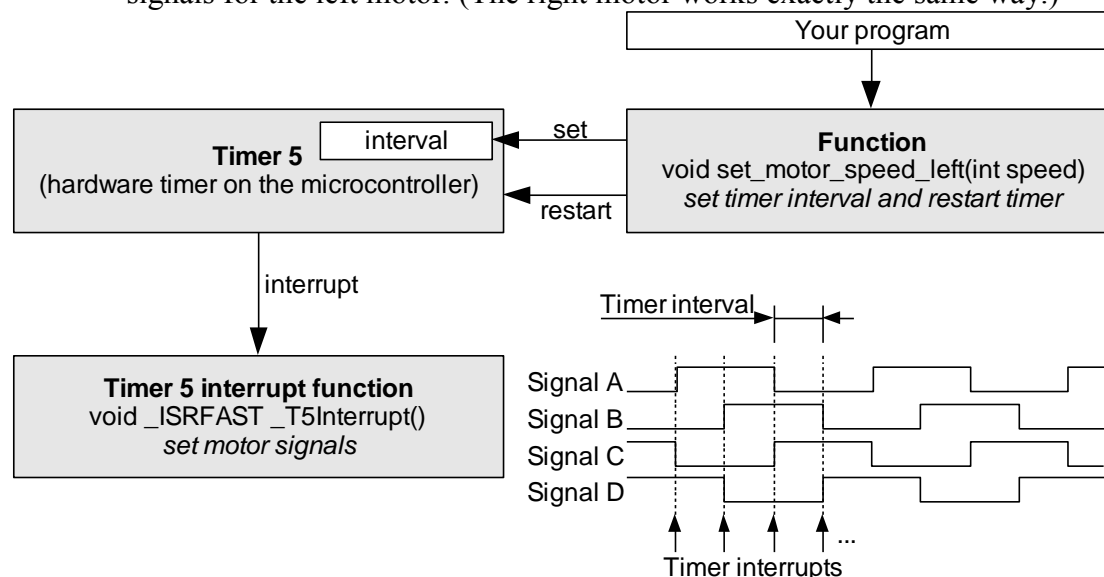 signals for the left motor. (The right motor works exactly the same way.)
Your program
Timer 5
(hardware timer on the microcontroller)
interval
set
restart
Function
void set_motor_speed_left(int speed)
set timer interval and restart timer
interrupt
Timer 5 interrupt function
void _ISRFAST _T5Interrupt()
set motor signals
Timer interval
Signal A
Signal B
Signal C
Signal D
...
Timer interrupts